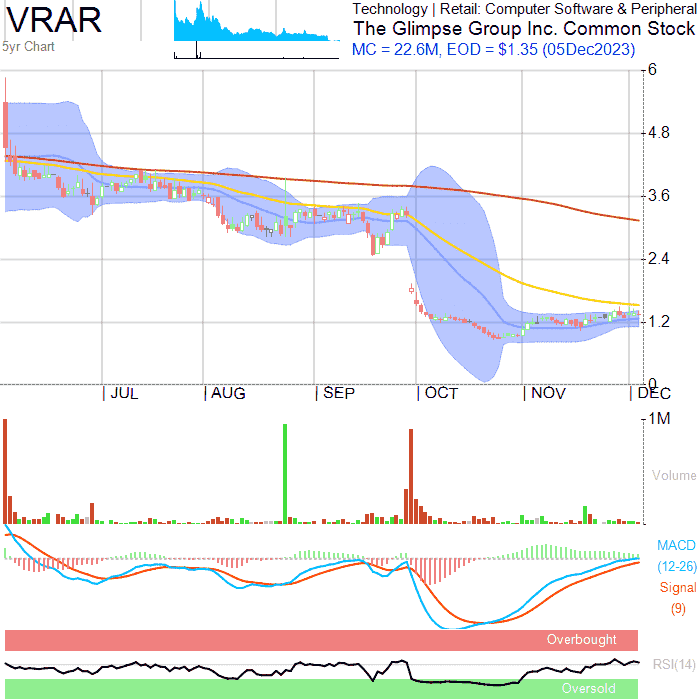 VRAR
5yr Chart
Technology | Retail: Computer Software & Peripheral
The Glimpse Group Inc. Common Stock
MC = 22.6M, EOD = $1.35 (05Dec2023)
6
4.8
3.6
2.4
1.2
0
JUL
AUG
SEP
OCT
NOV
DEC
1M
Volume
MACD
(12-26)
Signal
(9)
Overbought
RSI(14)
Oversold